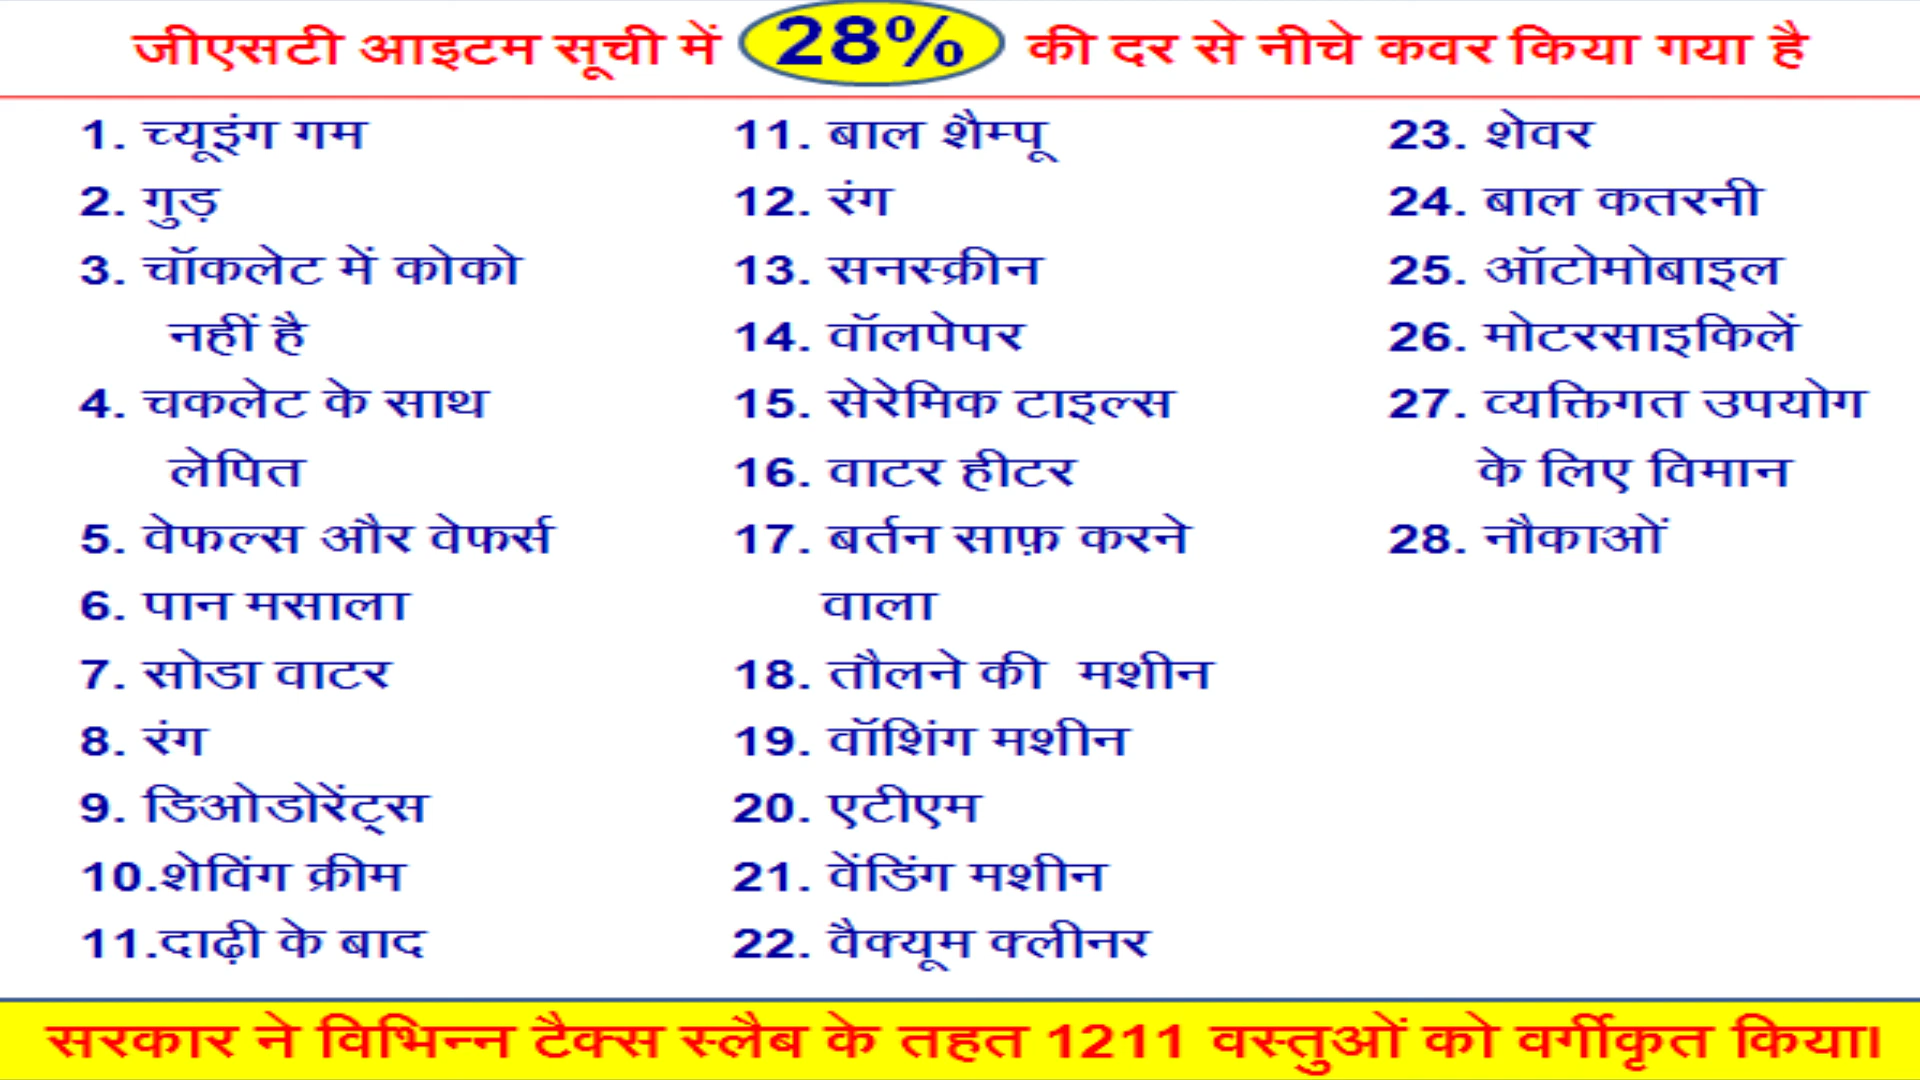 जीएसटी आइटम सूची में 28% की दर से नीचे कवर किया गया है
1. च्यूइंग गम
2. गुड़
3. चॉकलेट में कोको
नहीं है
4. चकलेट के साथ
लेपित
5. वेफल्स और वेफर्स
6. पान मसाला
7. सोडा वाटर
8. रंग
9. डिओडोरेंट्स
10.शेविंग क्रीम
11.दाढ़ी के बाद
11. बाल शैम्पू
12. रंग
13. सनस्क्रीन
14. वॉलपेपर
15. सेरेमिक टाइल्स
16. वाटर हीटर
17. बर्तन साफ़ करने
वाला
18. तौलने की मशीन
19. वॉशिंग मशीन
20. एटीएम
21. वेंडिंग मशीन
22. वैक्यूम क्लीनर
23. शेवर
24. बाल कतरनी
25. ऑटोमोबाइल
26. मोटरसाइकिलें
27. व्यक्तिगत उपयोग
के लिए विमान
28. नौकाओं
सरकार ने विभिन्न टैक्स स्लैब के तहत 1211 वस्तुओं को वर्गीकृत किया।